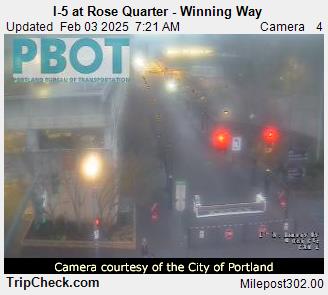 I-5 at Rose Quarter - Winning Way
Updated Feb 03 2025 7:21 AM Camera 4
PBOT
PORTLAND BUREAU OF TRANSPORTATION
Camera courtesy of the City of Portland
TripCheck.com Milepost302.00